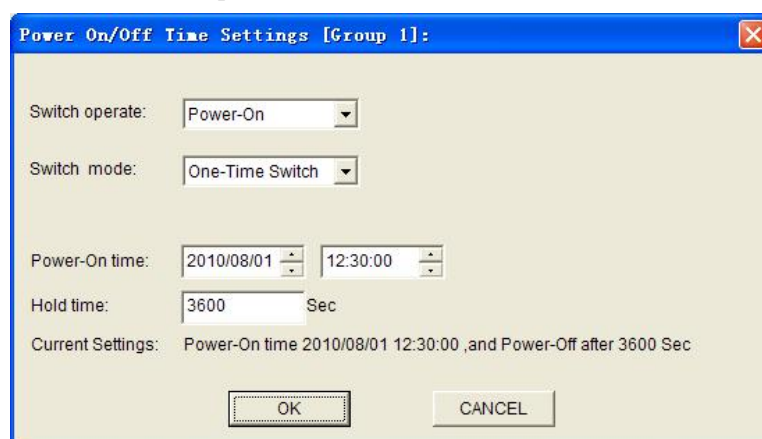 Power On/Off Time Settings [Group 1]:
Switch operate: Power-On
Switch mode: One-Time Switch
Power-On time: 2010/08/01 12:30:00
Hold time: 3600 Sec
Current Settings: Power-On time 2010/08/01 12:30:00 ,and Power-Off after 3600 Sec
OK CANCEL